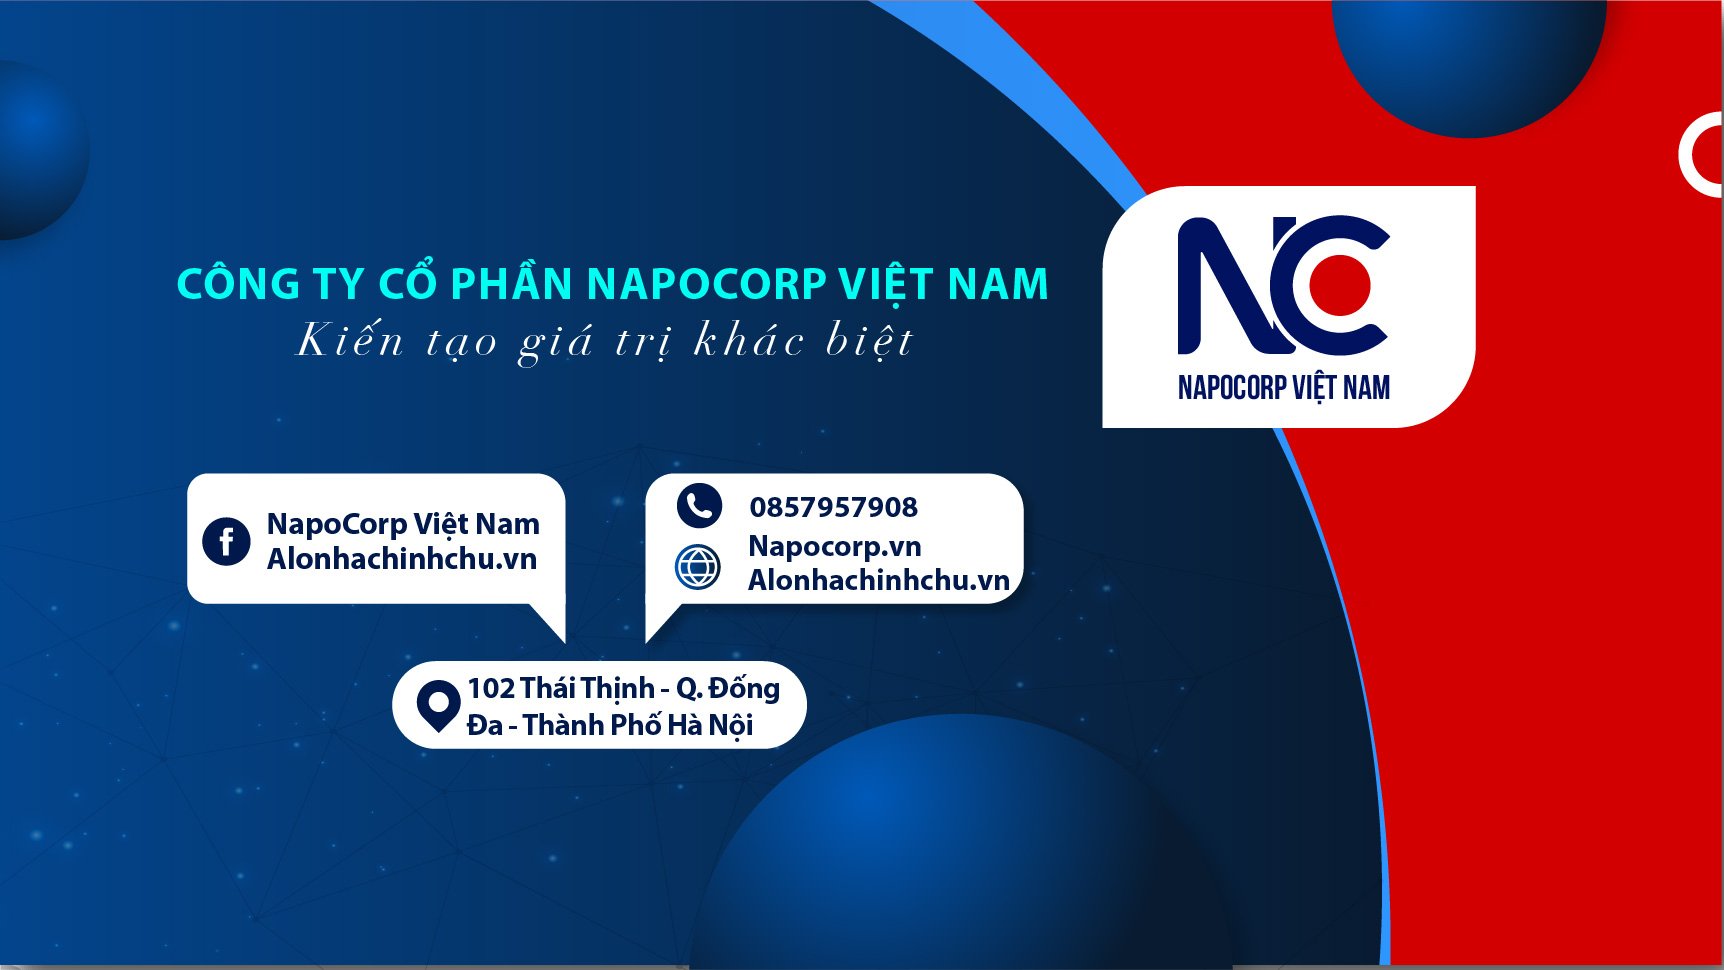 CÔNG TY CỔ PHẦN NAPOCORP VIỆT NAM
Kiến tạo giá trị khác biệt
NC
NAPOCORP VIỆT NAM
NapoCorp Việt Nam
Alonhachinhchu.vn
0857957908
Napocorp.vn
Alonhachinhchu.vn
102 Thái Thịnh - Q. Đống
Đa - Thành Phố Hà Nội